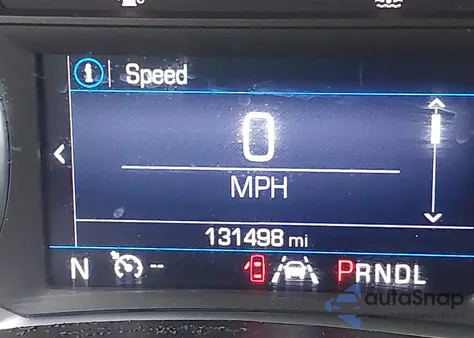 Speed
0
MPH
131498 mi
N -- PRNDL
autoSnap